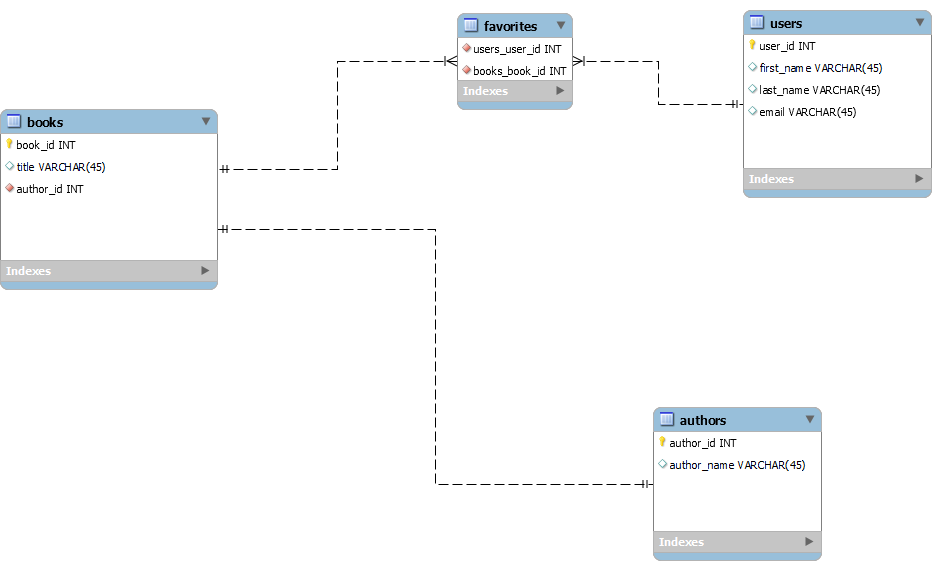 favorites
users_user_id INT
books_book_id INT
Indexes
users
user_id INT
first_name VARCHAR(45)
last_name VARCHAR(45)
email VARCHAR(45)
Indexes
books
book_id INT
title VARCHAR(45)
author_id INT
Indexes
authors
author_id INT
author_name VARCHAR(45)
Indexes